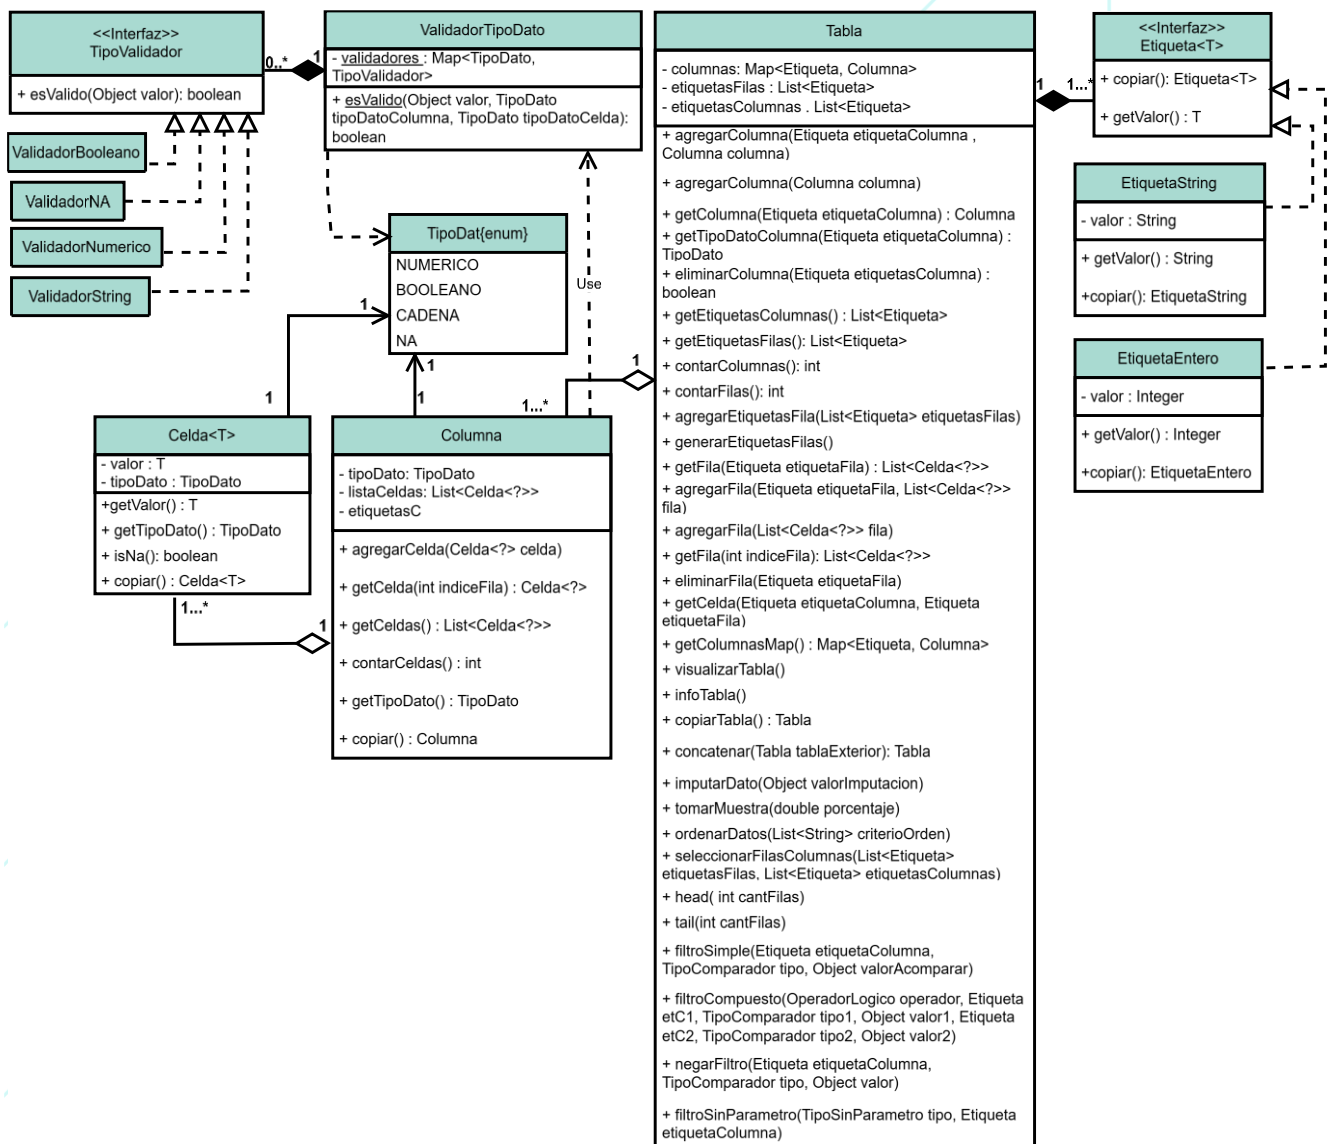 <<Interfaz>>
TipoValidador
+ esValido(Object valor): boolean
0..*
1
ValidadorTipoDato
- validadores : Map<TipoDato,
TipoValidador>
+ esValido(Object valor, TipoDato
tipoDatoColumna, TipoDato tipoDatoCelda):
boolean
ValidadorBooleano
ValidadorNA
ValidadorNumerico
ValidadorString
TipoDat{enum}
NUMERICO
BOOLEANO
CADENA
NA
Use
1
1
1
1
1
1...*
Celda<T>
- valor : T
- tipoDato : TipoDato
+getValor() : T
+ getTipoDato() : TipoDato
+ isNa(): boolean
+ copiar() : Celda<T>
1...*
1
Columna
- tipoDato: TipoDato
- listaCeldas: List<Celda<?>>
- etiquetasC
+ agregarCelda(Celda<?> celda)
+ getCelda(int indiceFila) : Celda<?>
+ getCeldas() : List<Celda<?>>
+ contarCeldas() : int
+ getTipoDato() : TipoDato
+ copiar() : Columna
Tabla
- columnas: Map<Etiqueta, Columna>
- etiquetasFilas : List<Etiqueta>
- etiquetasColumnas . List<Etiqueta>
+ agregarColumna(Etiqueta etiquetaColumna ,
Columna columna)
+ agregarColumna(Columna columna)
+ getColumna(Etiqueta etiquetaColumna) : Columna
+ getTipoDatoColumna(Etiqueta etiquetaColumna) :
TipoDato
+ eliminarColumna(Etiqueta etiquetasColumna) :
boolean
+ getEtiquetasColumnas() : List<Etiqueta>
+ getEtiquetasFilas(): List<Etiqueta>
+ contarColumnas(): int
+ contarFilas(): int
+ agregarEtiquetasFila(List<Etiqueta> etiquetasFilas)
+ generarEtiquetasFilas()
+ getFila(Etiqueta etiquetaFila) : List<Celda<?>>
+ agregarFila(Etiqueta etiquetaFila, List<Celda<?>>
fila)
+ agregarFila(List<Celda<?>> fila)
+ getFila(int indiceFila): List<Celda<?>>
+ eliminarFila(Etiqueta etiquetaFila)
+ getCelda(Etiqueta etiquetaColumna, Etiqueta
etiquetaFila)
+ getColumnasMap() : Map<Etiqueta, Columna>
+ visualizarTabla()
+ infoTabla()
+ copiarTabla() : Tabla
+ concatenar(Tabla tablaExterior): Tabla
+ imputarDato(Object valorImputacion)
+ tomarMuestra(double porcentaje)
+ ordenarDatos(List<String> criterioOrden)
+ seleccionarFilasColumnas(List<Etiqueta>
etiquetasFilas, List<Etiqueta> etiquetasColumnas)
+ head( int cantFilas)
+ tail(int cantFilas)
+ filtroSimple(Etiqueta etiquetaColumna,
TipoComparador tipo, Object valorAcomparar)
+ filtroCompuesto(OperadorLogico operador, Etiqueta
etC1, TipoComparador tipo1, Object valor1, Etiqueta
etC2, TipoComparador tipo2, Object valor2)
+ negarFiltro(Etiqueta etiquetaColumna,
TipoComparador tipo, Object valor)
+ filtroSinParametro(TipoSinParametro tipo, Etiqueta
etiquetaColumna)
1
1...*
<<Interfaz>>
Etiqueta<T>
+ copiar(): Etiqueta<T>
+ getValor() : T
EtiquetaString
- valor : String
+ getValor() : String
+copiar(): EtiquetaString
EtiquetaEntero
- valor : Integer
+ getValor() : Integer
+copiar(): EtiquetaEntero